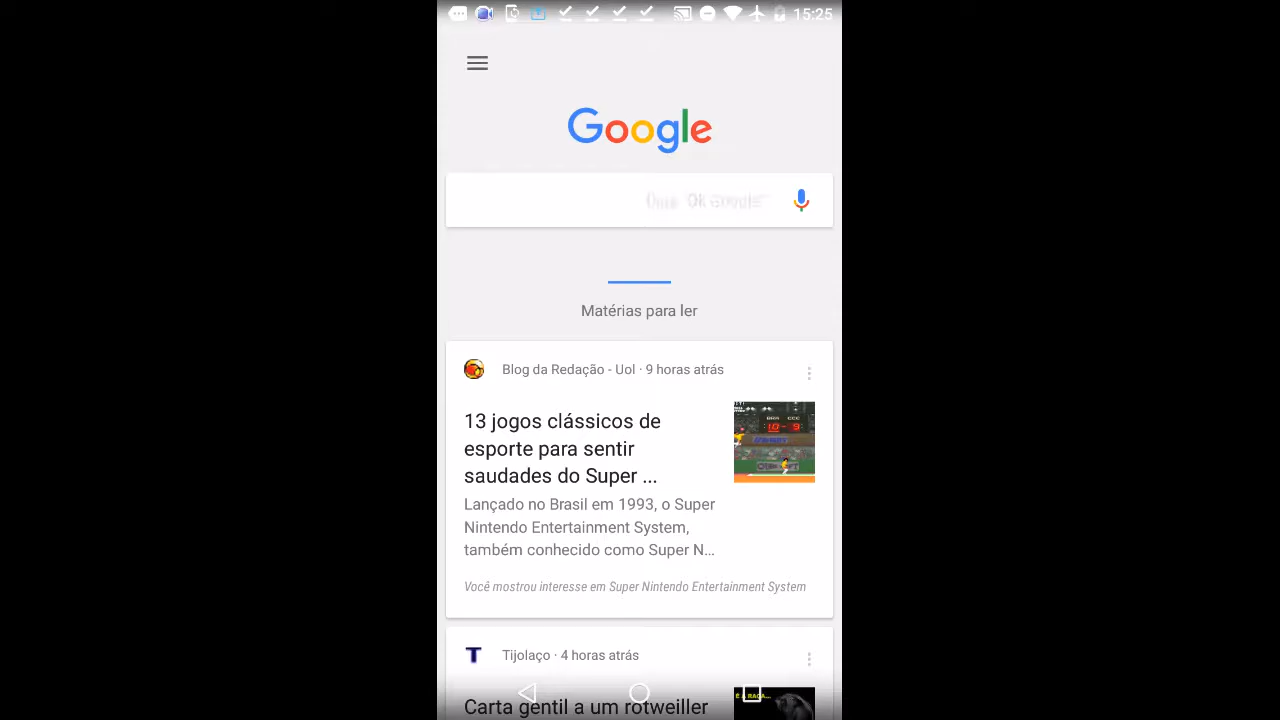 15:25
Google
Matérias para ler
Blog da Redação - Uol · 9 horas atrás
13 jogos clássicos de
esporte para sentir
saudades do Super ...
Lançado no Brasil em 1993, o Super
Nintendo Entertainment System,
também conhecido como Super N...
Você mostrou interesse em Super Nintendo Entertainment System
T
Tijolaço · 4 horas atrás
Carta gentil a um rotweiller